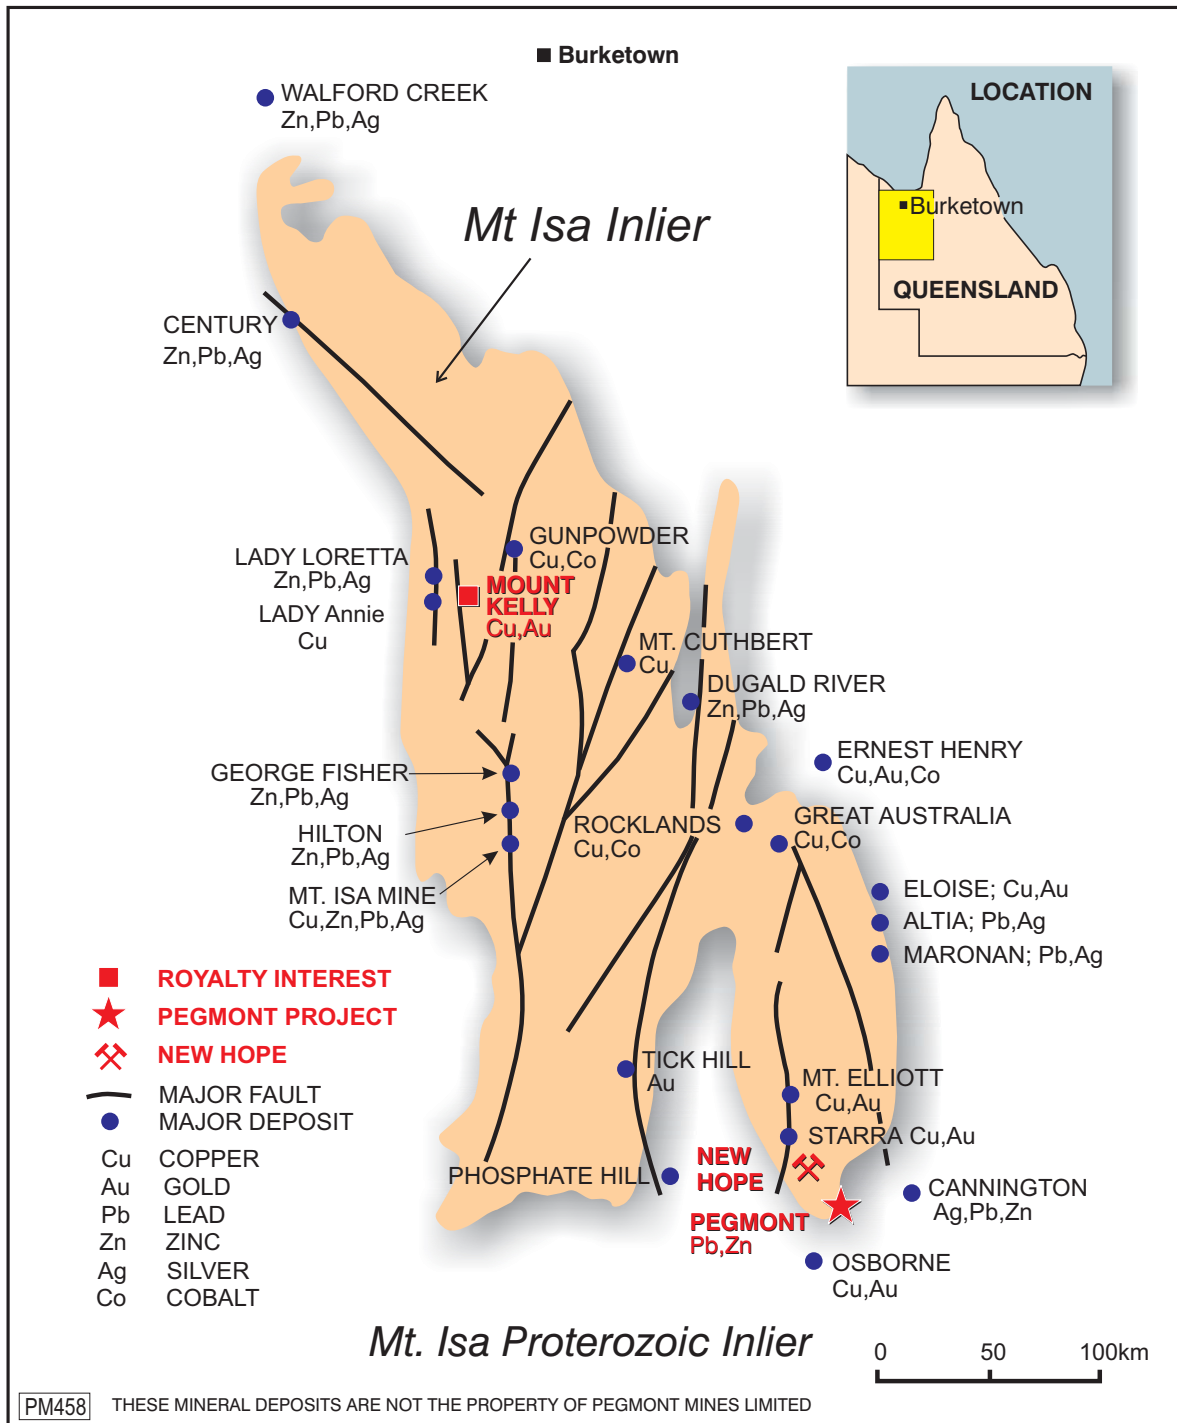 Burketown
WALFORD CREEK
Zn,Pb,Ag
LOCATION
Burketown
QUEENSLAND
Mt Isa Inlier
CENTURY
Zn,Pb,Ag
GUNPOWDER
Cu,Co
LADY LORETTA
Zn,Pb,Ag
MOUNT
KELLY
Cu,Au
LADY Annie
Cu
MT. CUTHBERT
Cu
DUGALD RIVER
Zn,Pb,Ag
ERNEST HENRY
Cu,Au,Co
GEORGE FISHER
Zn,Pb,Ag
ROCKLANDS
Cu,Co
GREAT AUSTRALIA
Cu,Co
HILTON
Zn,Pb,Ag
MT. ISA MINE
Cu,Zn,Pb,Ag
ELOISE; Cu,Au
ALTIA; Pb,Ag
MARONAN; Pb,Ag
ROYALTY INTEREST
PEGMONT PROJECT
NEW HOPE
MAJOR FAULT
MAJOR DEPOSIT
Cu COPPER
Au GOLD
Pb LEAD
Zn ZINC
Ag SILVER
Co COBALT
TICK HILL
Au
MT. ELLIOTT
Cu,Au
STARRA Cu,Au
PHOSPHATE HILL
NEW
HOPE
CANNINGTON
Ag,Pb,Zn
PEGMONT
Pb,Zn
OSBORNE
Cu,Au
Mt. Isa Proterozoic Inlier
0 50 100km
PM458 THESE MINERAL DEPOSITS ARE NOT THE PROPERTY OF PEGMONT MINES LIMITED